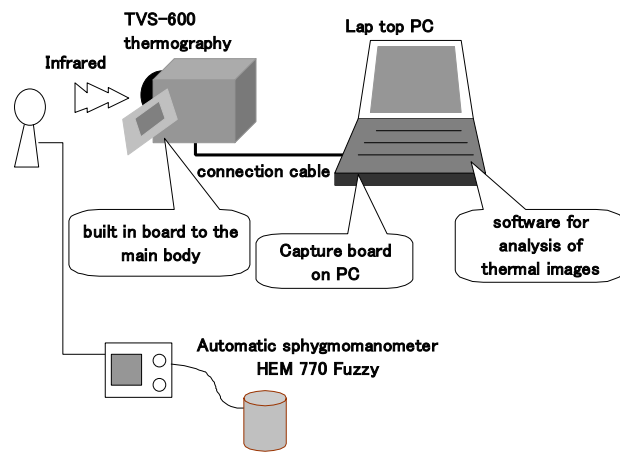 TVS-600
thermography
Lap top PC
Infrared
connection cable
built in board to the
main body
Capture board
on PC
software for
analysis of
thermal images
Automatic sphygmomanometer
HEM 770 Fuzzy